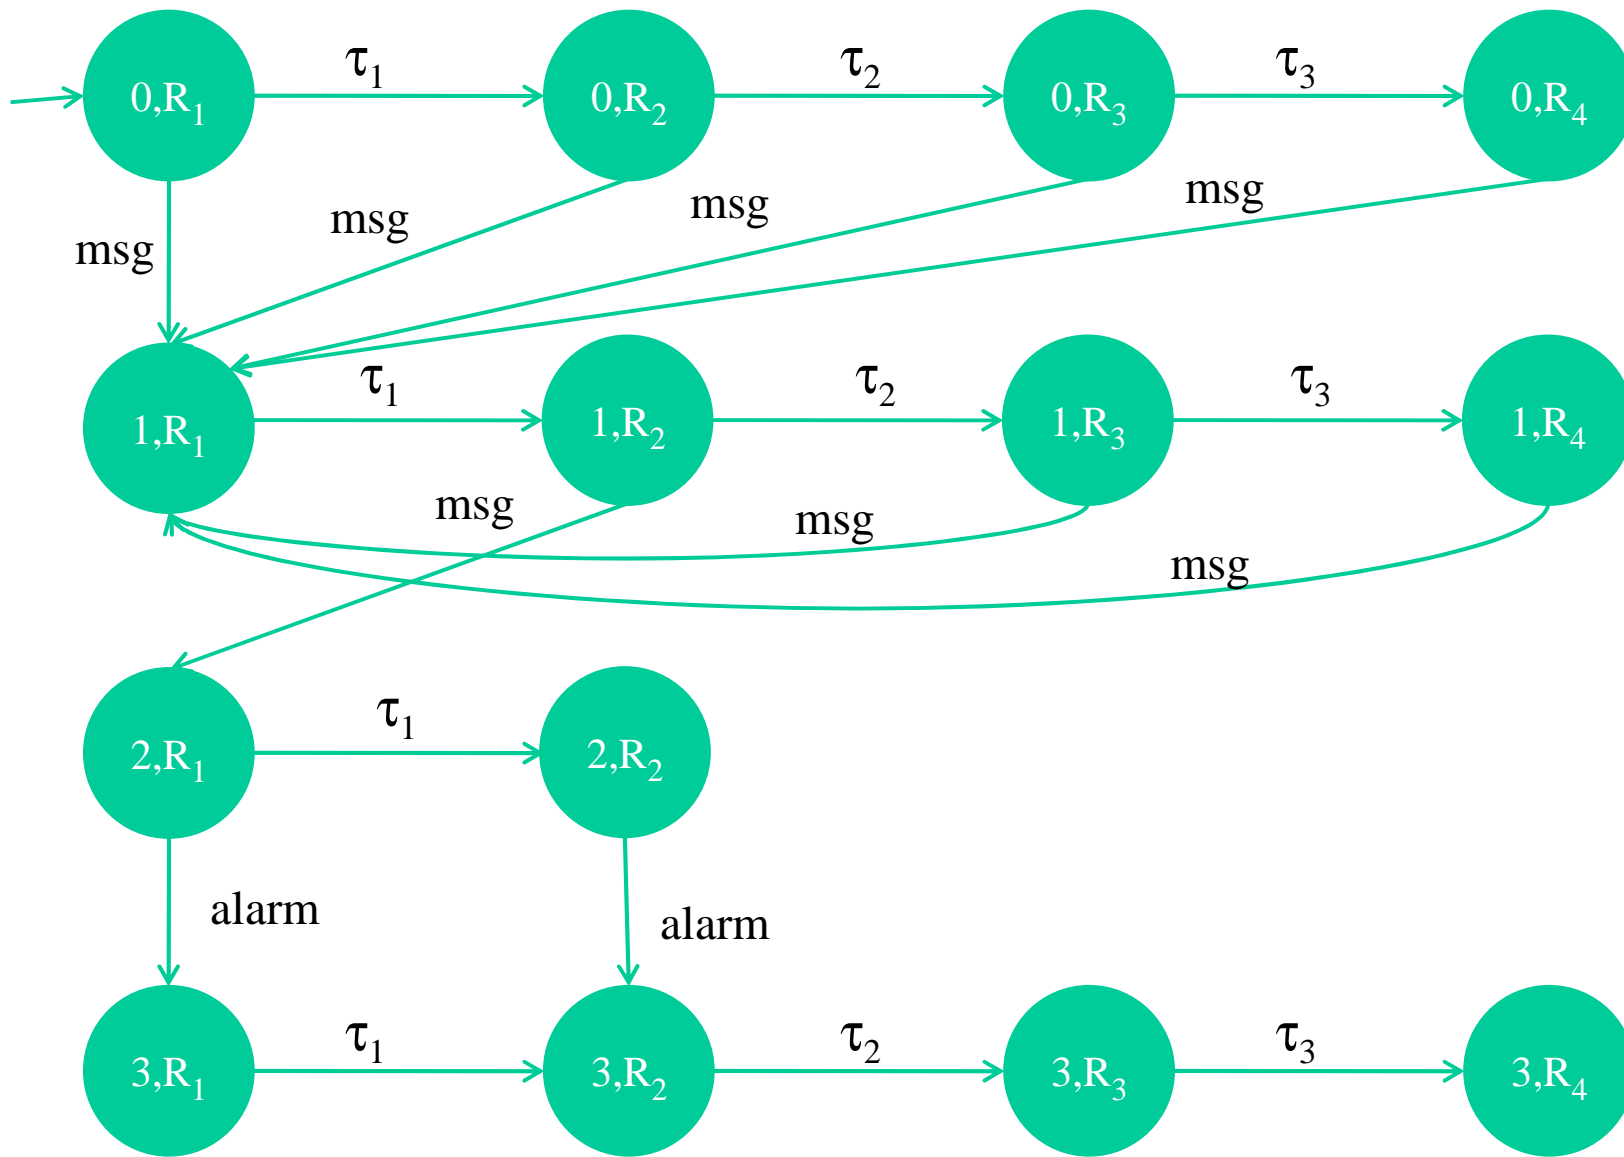 τ1 τ2 τ3
0,R1 0,R2 0,R3 0,R4
msg msg msg msg
τ1 τ2 τ3
1,R1 1,R2 1,R3 1,R4
msg msg msg
τ1
2,R1 2,R2
alarm alarm
τ1 τ2 τ3
3,R1 3,R2 3,R3 3,R4